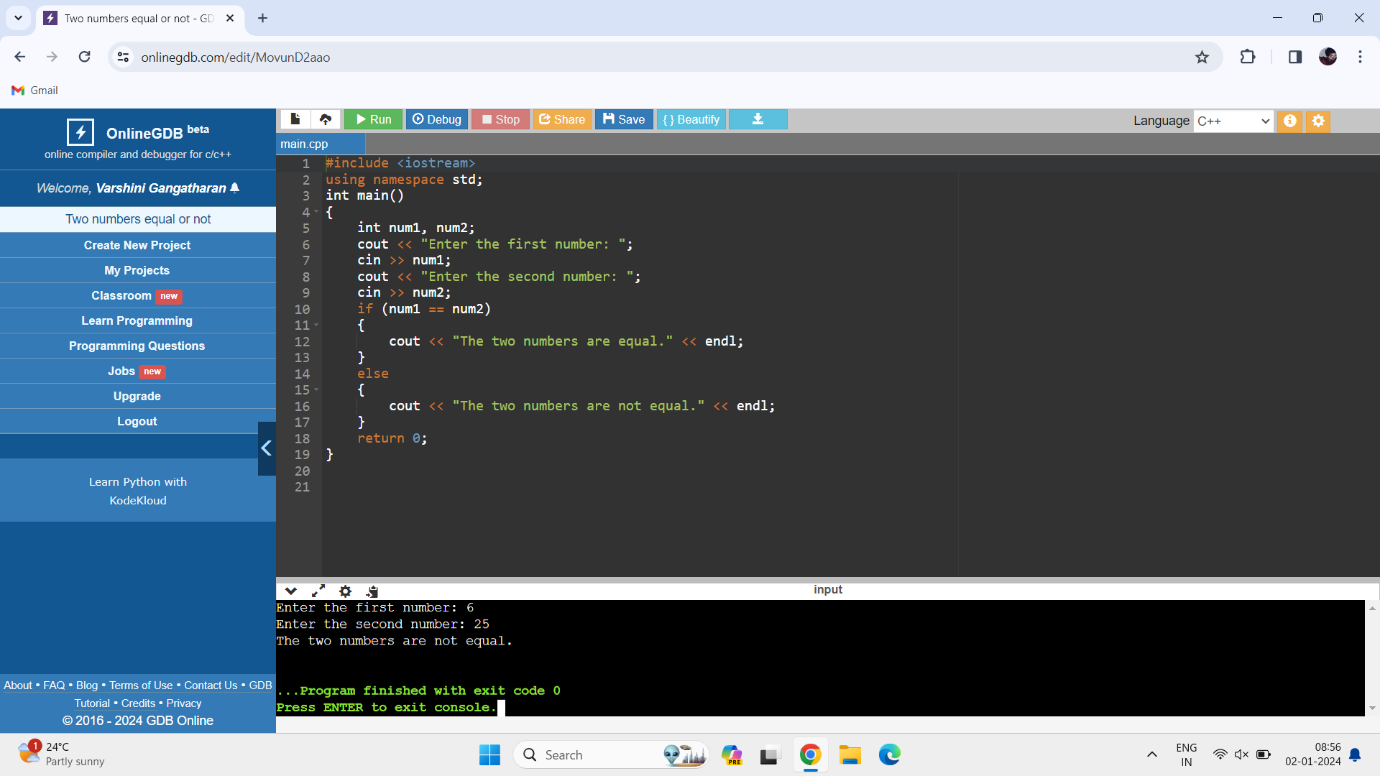 Two numbers equal or not - GD
onlinegdb.com/edit/MovunD2aao
Gmail
OnlineGDB beta
online compiler and debugger for c/c++
Welcome, Varshini Gangatharan
Two numbers equal or not
Create New Project
My Projects
Classroom new
Learn Programming
Programming Questions
Jobs new
Upgrade
Logout
Learn Python with
KodeKloud
About • FAQ • Blog • Terms of Use • Contact Us • GDB
Tutorial • Credits • Privacy
© 2016 - 2024 GDB Online
Run Debug Stop Share Save { } Beautify
Language C++
main.cpp
1 #include <iostream>
2 using namespace std;
3 int main()
4 {
5 int num1, num2;
6 cout << "Enter the first number: ";
7 cin >> num1;
8 cout << "Enter the second number: ";
9 cin >> num2;
10 if (num1 == num2)
11 {
12 cout << "The two numbers are equal." << endl;
13 }
14 else
15 {
16 cout << "The two numbers are not equal." << endl;
17 }
18 return 0;
19 }
20
21
input
Enter the first number: 6
Enter the second number: 25
The two numbers are not equal.
...Program finished with exit code 0
Press ENTER to exit console.
1
24°C
Partly sunny
Search
PRE
ENG
IN
08:56
02-01-2024